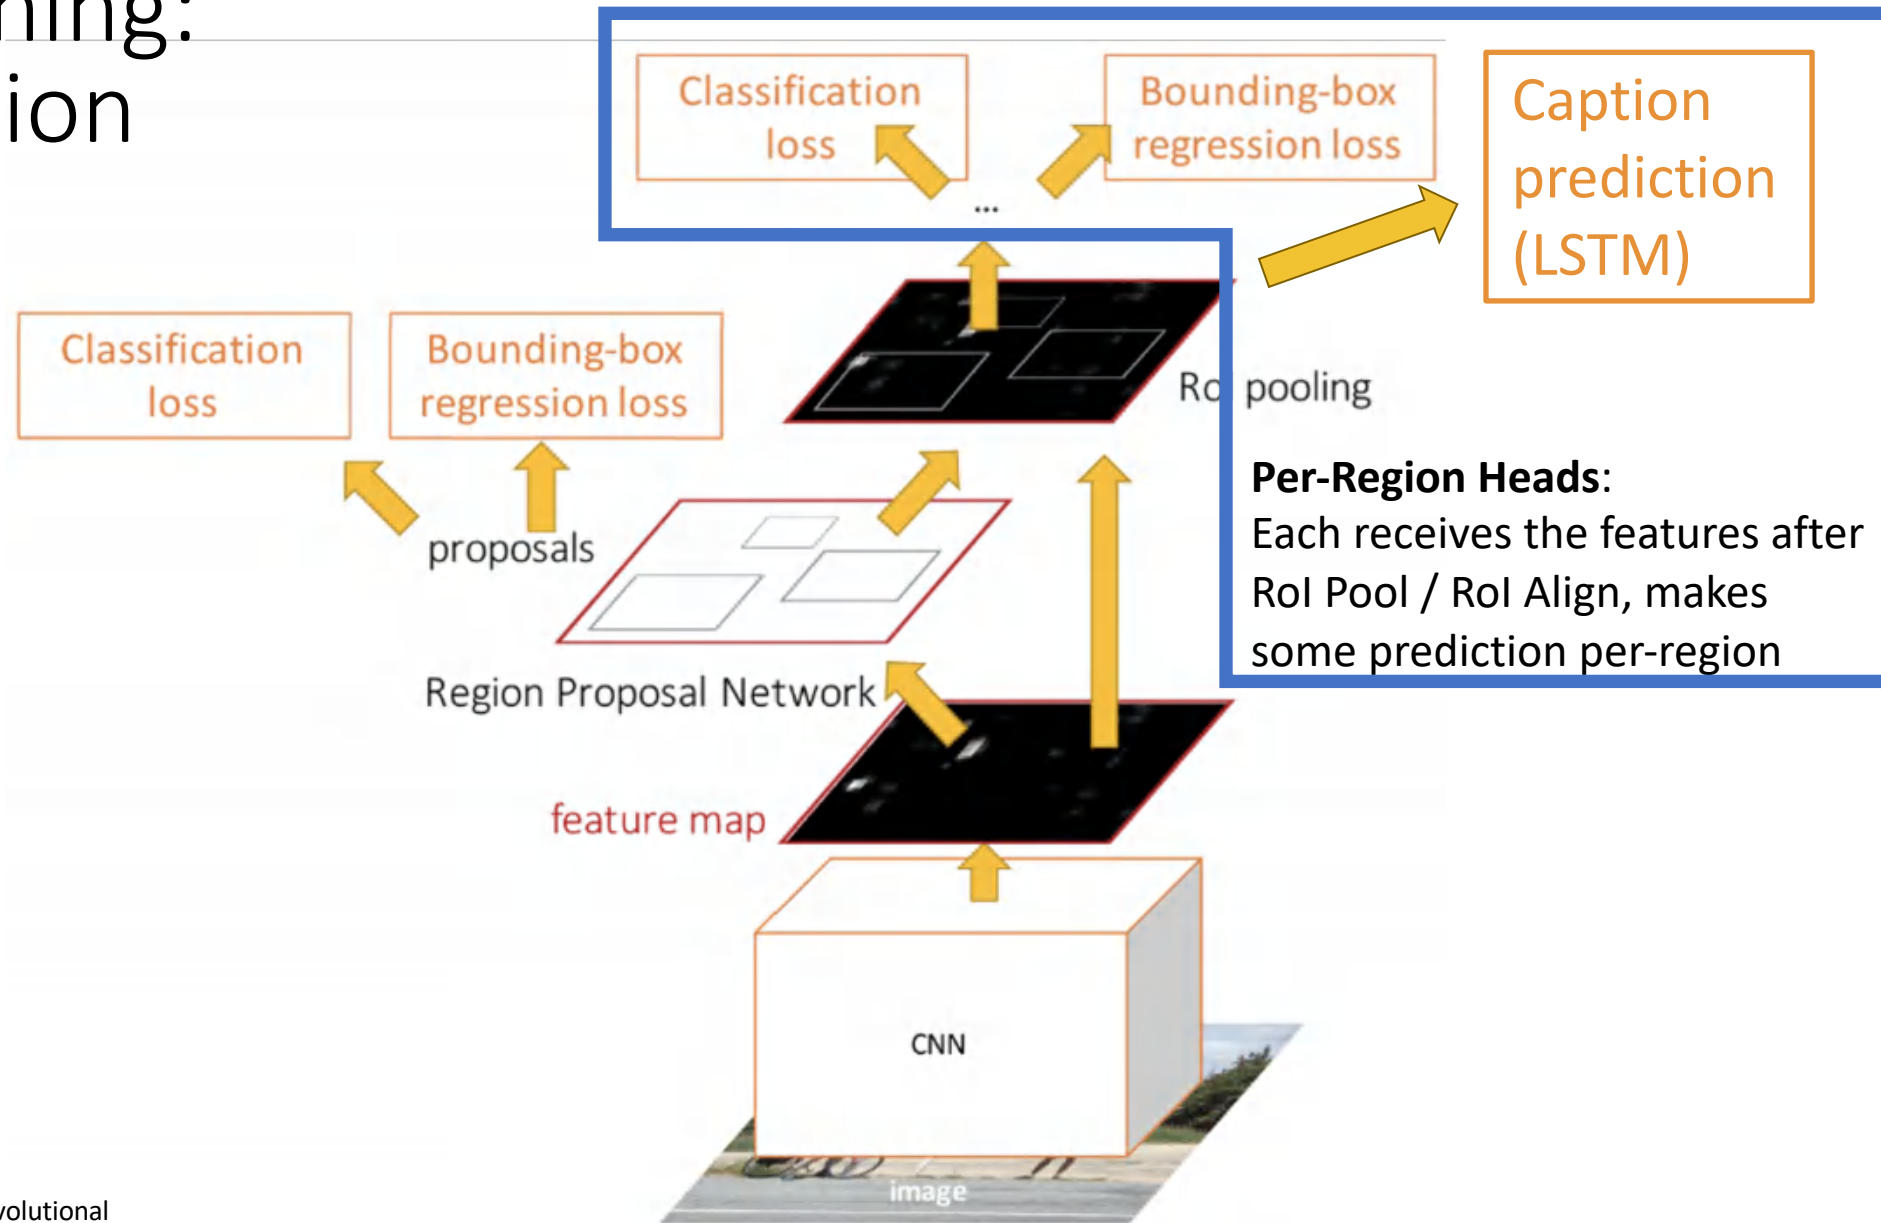 ning:
ion
Classification
loss
Bounding-box
regression loss
Caption
prediction
(LSTM)
...
Classification
loss
Bounding-box
regression loss
RoI pooling
Per-Region Heads:
Each receives the features after
RoI Pool / RoI Align, makes
some prediction per-region
proposals
Region Proposal Network
feature map
CNN
image
volutional